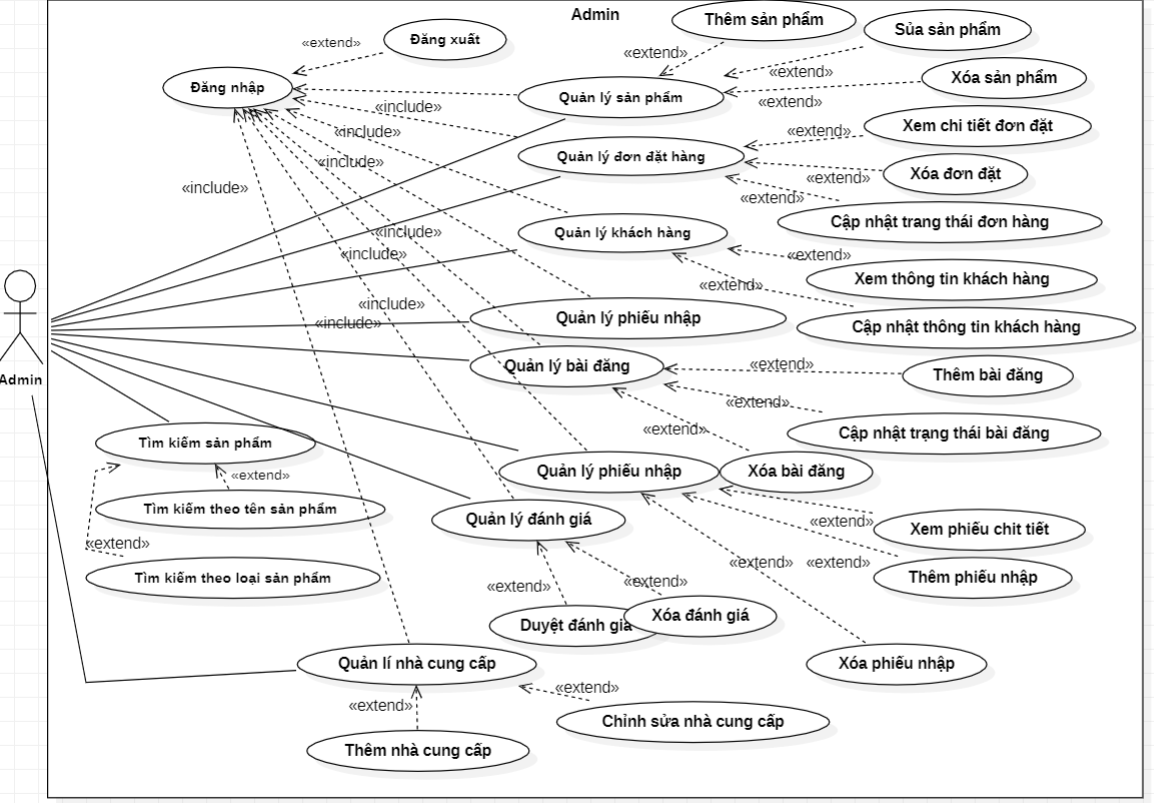 Admin
Thêm sản phẩm
Sủa sản phẩm
Đăng xuất
«extend»
«extend»
«extend»
Xóa sản phẩm
Đăng nhập
Quản lý sản phẩm
«extend»
«include»
Xem chi tiết đơn đặt
«extend»
«include»
Quản lý đơn đặt hàng
«include»
Xóa đơn đặt
«extend»
«include»
«extend»
Cập nhật trang thái đơn hàng
«include»
Quản lý khách hàng
«include»
«extend»
Xem thông tin khách hàng
«extend»
«include»
Quản lý phiếu nhập
«include»
Cập nhật thông tin khách hàng
Quản lý bài đăng
«extend»
Thêm bài đăng
Admin
«extend»
«extend»
Cập nhật trạng thái bài đăng
Tìm kiếm sản phẩm
Quản lý phiếu nhập
Xóa bài đăng
«extend»
Tìm kiếm theo tên sản phẩm
Quản lý đánh giá
«extend»
Xem phiếu chit tiết
«extend»
«extend»
«extend»
Tìm kiếm theo loại sản phẩm
Thêm phiếu nhập
«extend»
«extend»
Duyệt đánh giá
Xóa đánh giá
Quản lí nhà cung cấp
Xóa phiếu nhập
«extend»
«extend»
Chỉnh sửa nhà cung cấp
Thêm nhà cung cấp